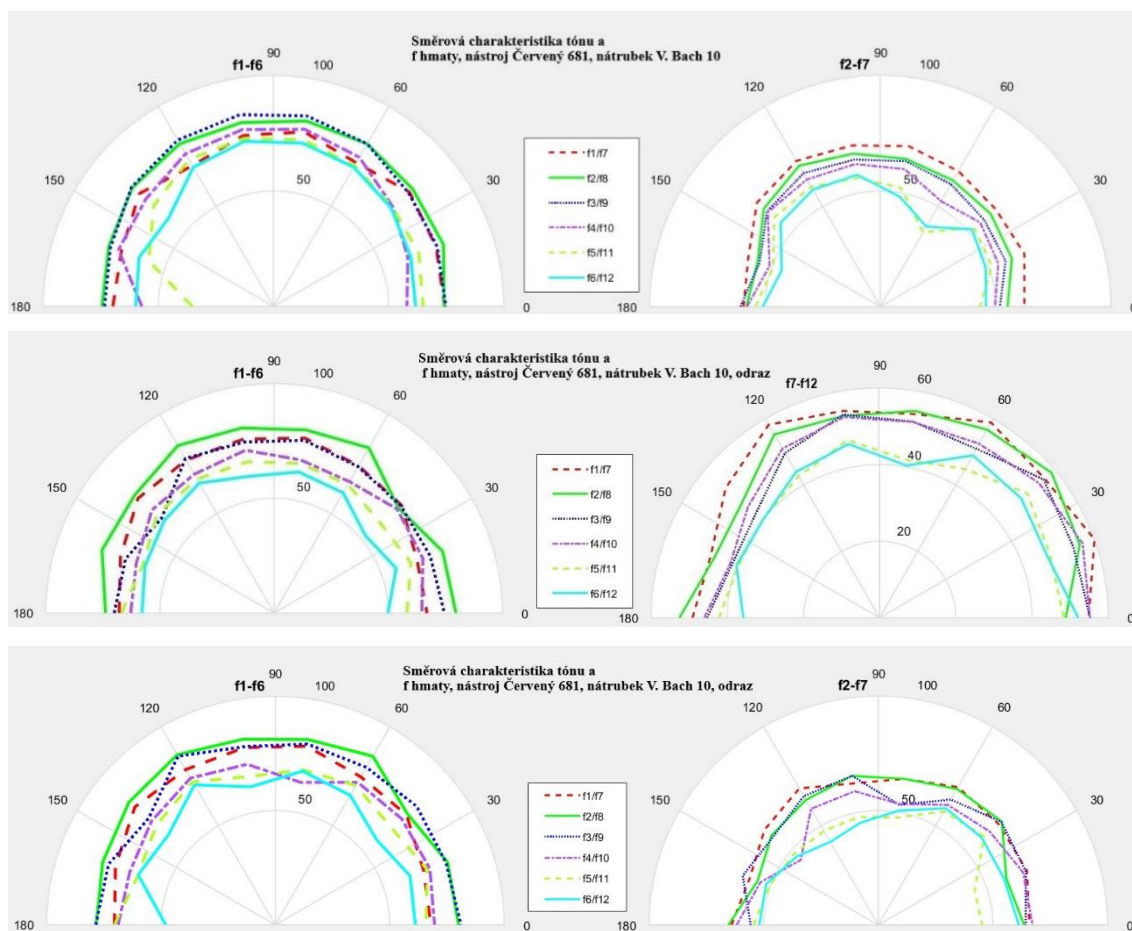 Směrová charakteristika tónu a
f hmaty, nástroj Červený 681, nátrubek V. Bach 10
f1-f6
90
100
120
60
150
30
50
180
0
f1/f7
f2/f8
f3/f9
f4/f10
f5/f11
f6/f12
f2-f7
90
100
120
60
150
30
50
180
0
Směrová charakteristika tónu a
f hmaty, nástroj Červený 681, nátrubek V. Bach 10, odraz
f1-f6
90
100
120
60
150
30
50
180
0
f1/f7
f2/f8
f3/f9
f4/f10
f5/f11
f6/f12
f7-f12
90
60
120
60
150
30
40
20
180
0
Směrová charakteristika tónu a
f hmaty, nástroj Červený 681, nátrubek V. Bach 10, odraz
f1-f6
90
100
120
60
150
30
50
180
0
f1/f7
f2/f8
f3/f9
f4/f10
f5/f11
f6/f12
f2-f7
90
100
120
60
150
30
50
180
0